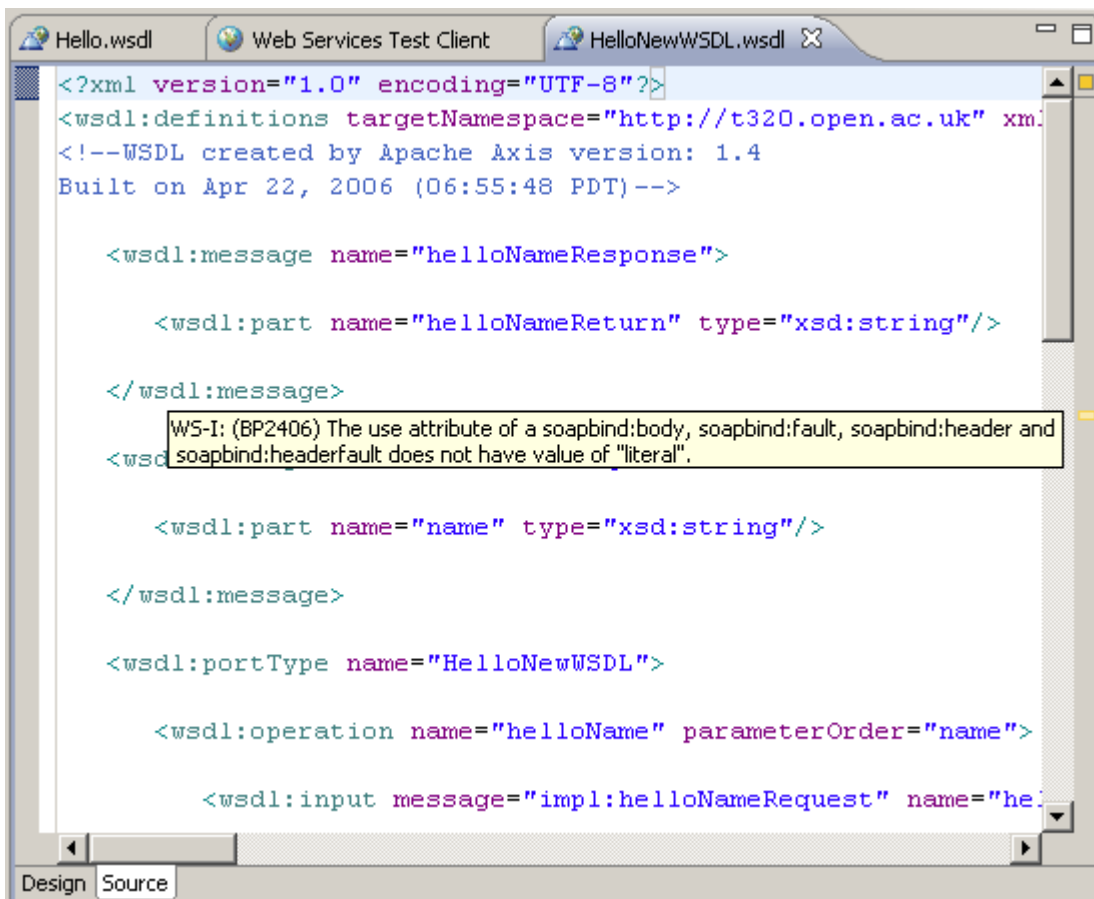 Hello.wsdl Web Services Test Client HelloNewWSDL.wsdl
<?xml version="1.0" encoding="UTF-8"?>
<wsdl:definitions targetNamespace="http://t320.open.ac.uk" xml
<!--WSDL created by Apache Axis version: 1.4
Built on Apr 22, 2006 (06:55:48 PDT)-->
<wsdl:message name="helloNameResponse">
<wsdl:part name="helloNameReturn" type="xsd:string"/>
</wsdl:message>
WS-I: (BP2406) The use attribute of a soapbind:body, soapbind:fault, soapbind:header and
soapbind:headerfault does not have value of "literal".
<wsd
<wsdl:part name="name" type="xsd:string"/>
</wsdl:message>
<wsdl:portType name="HelloNewWSDL">
<wsdl:operation name="helloName" parameterOrder="name">
<wsdl:input message="impl:helloNameRequest" name="hel
Design Source